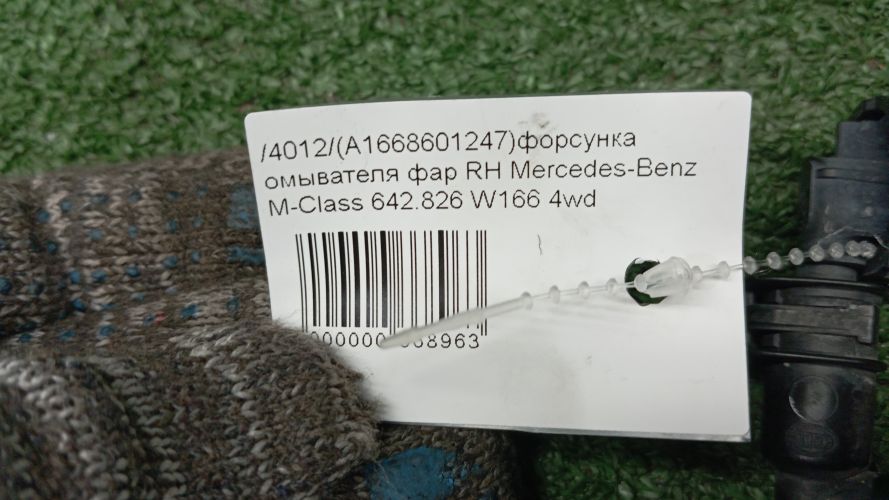 /4012/(A1668601247)форсунка
омывателя фар RH Mercedes-Benz
M-Class 642.826 W166 4wd